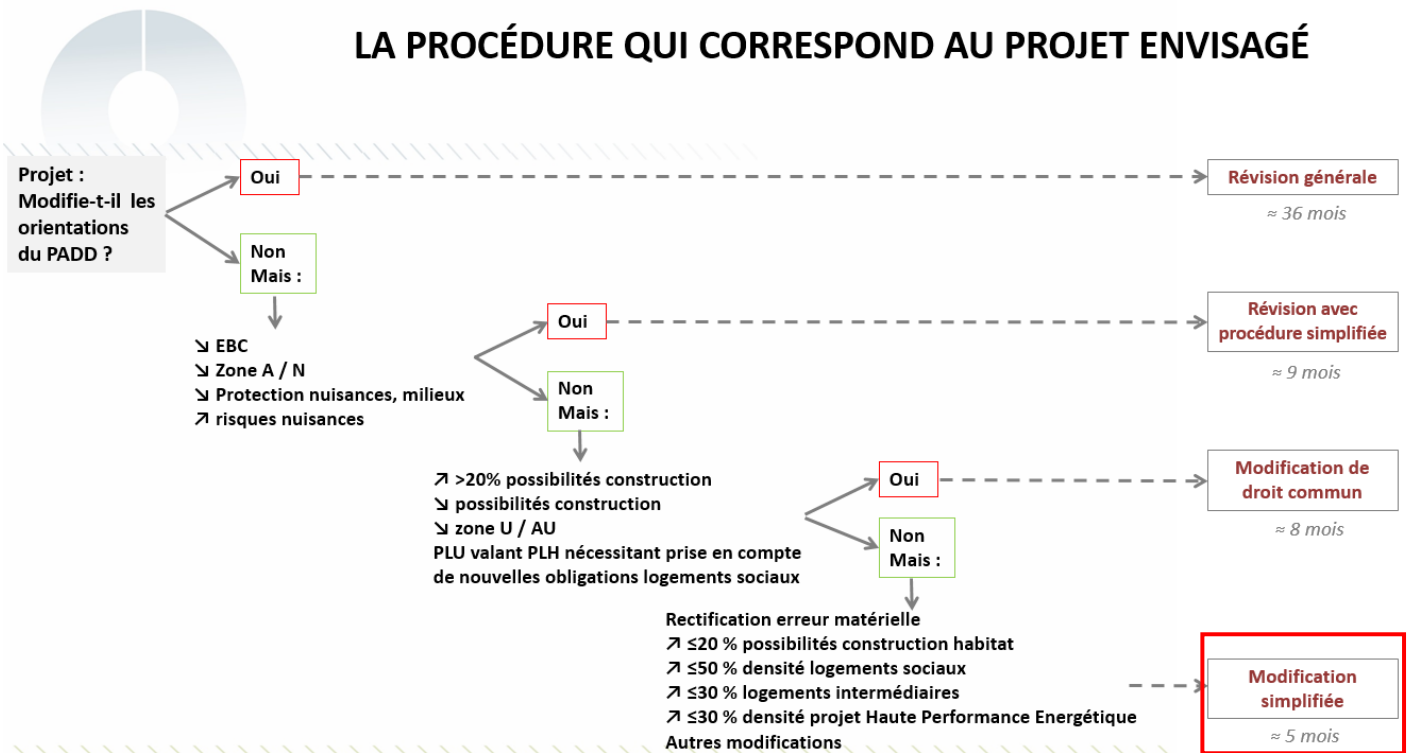 LA PROCÉDURE QUI CORRESPOND AU PROJET ENVISAGÉ
Projet :
Modifie-t-il les
orientations
du PADD ?
Oui
Révision générale
≈ 36 mois
Non
Mais :
↘ EBC
↘ Zone A / N
↘ Protection nuisances, milieux
↗ risques nuisances
Oui
Révision avec
procédure simplifiée
≈ 9 mois
Non
Mais :
↗ >20% possibilités construction
↘ possibilités construction
↘ zone U / AU
PLU valant PLH nécessitant prise en compte
de nouvelles obligations logements sociaux
Oui
Modification de
droit commun
≈ 8 mois
Non
Mais :
Rectification erreur matérielle
↗ ≤20 % possibilités construction habitat
↗ ≤50 % densité logements sociaux
↗ ≤30 % logements intermédiaires
↗ ≤30 % densité projet Haute Performance Energétique
Autres modifications
Modification
simplifiée
≈ 5 mois